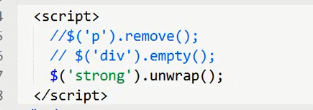 <script>
//$('p').remove();
// $('div').empty();
$('strong').unwrap();
</script>